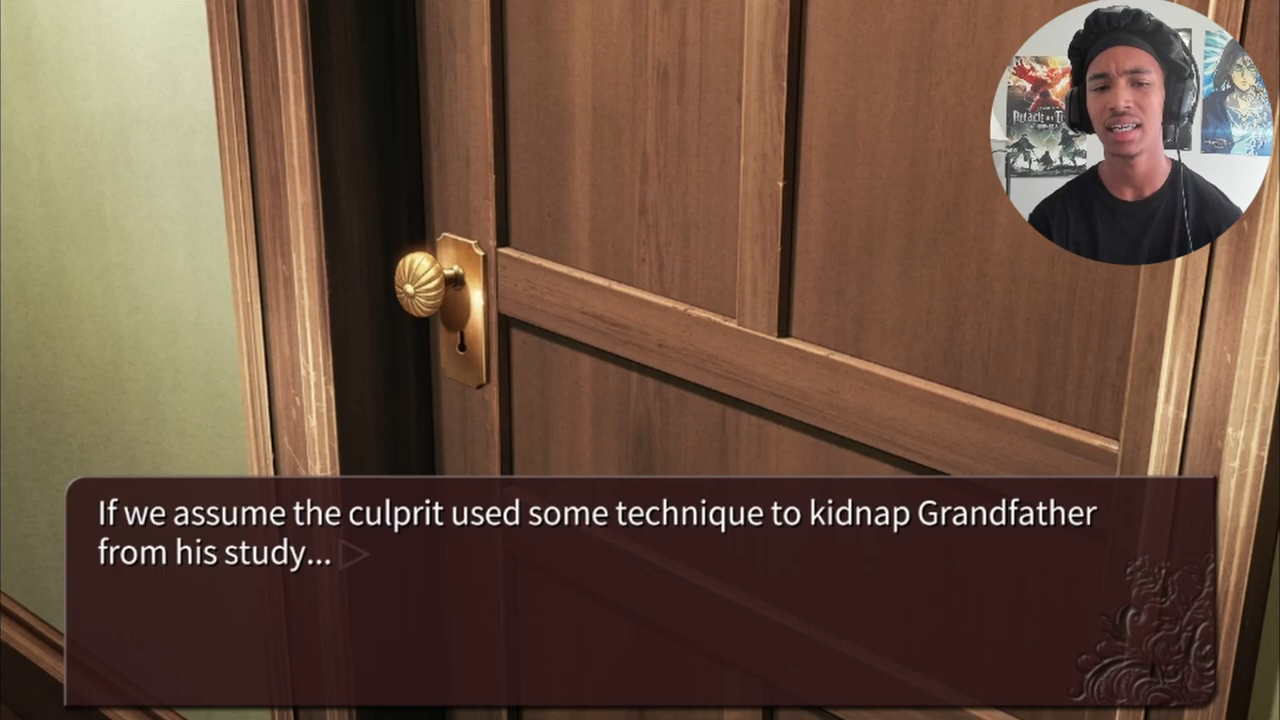 If we assume the culprit used some technique to kidnap Grandfather
from his study...